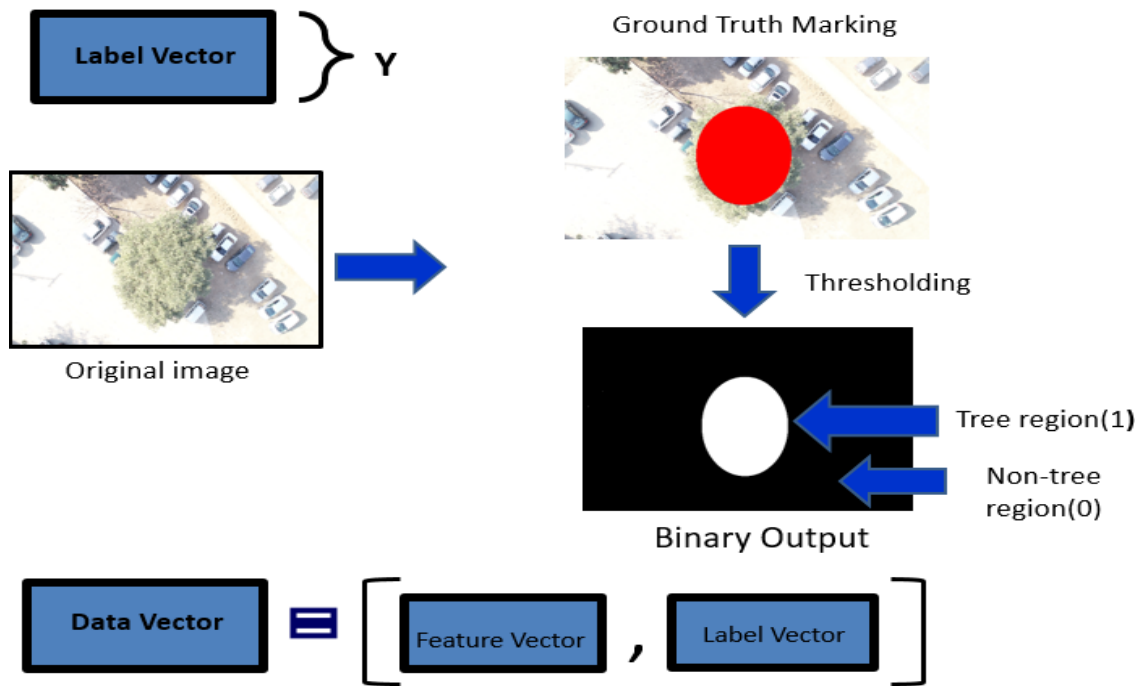 Label Vector
Y
Ground Truth Marking
Original image
Thresholding
Tree region(1)
Non-tree
region(0)
Binary Output
Data Vector
=
[
Feature Vector
,
Label Vector
]